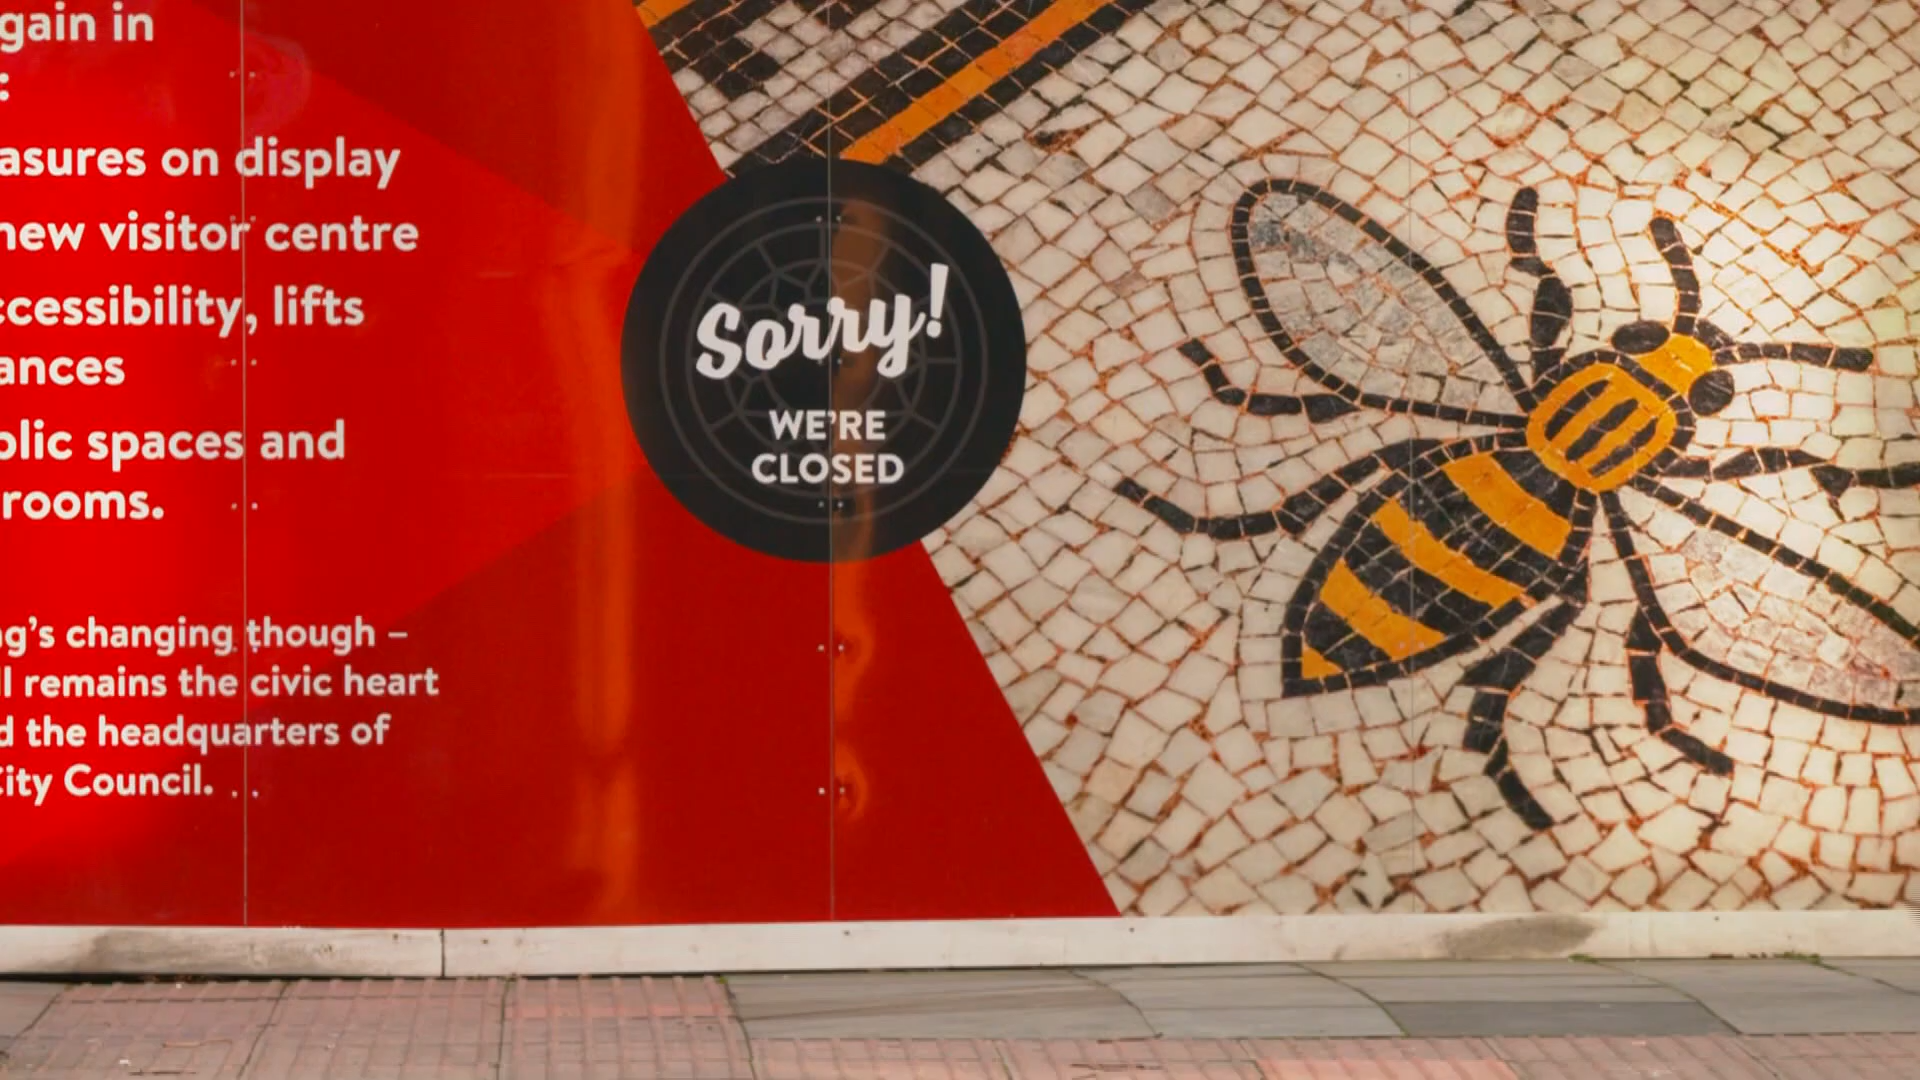 gain in
:
asures on display
new visitor centre
ccessibility, lifts
ances
blic spaces and
rooms.
ng's changing though –
ll remains the civic heart
d the headquarters of
City Council.
Sorry!
WE'RE
CLOSED